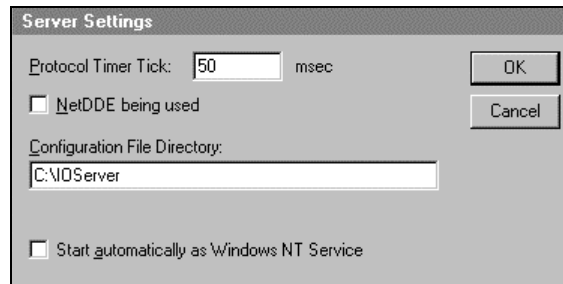 Server Settings
Protocol Timer Tick: 50 msec
OK
NetDDE being used
Cancel
Configuration File Directory:
C:\IOServer
Start automatically as Windows NT Service